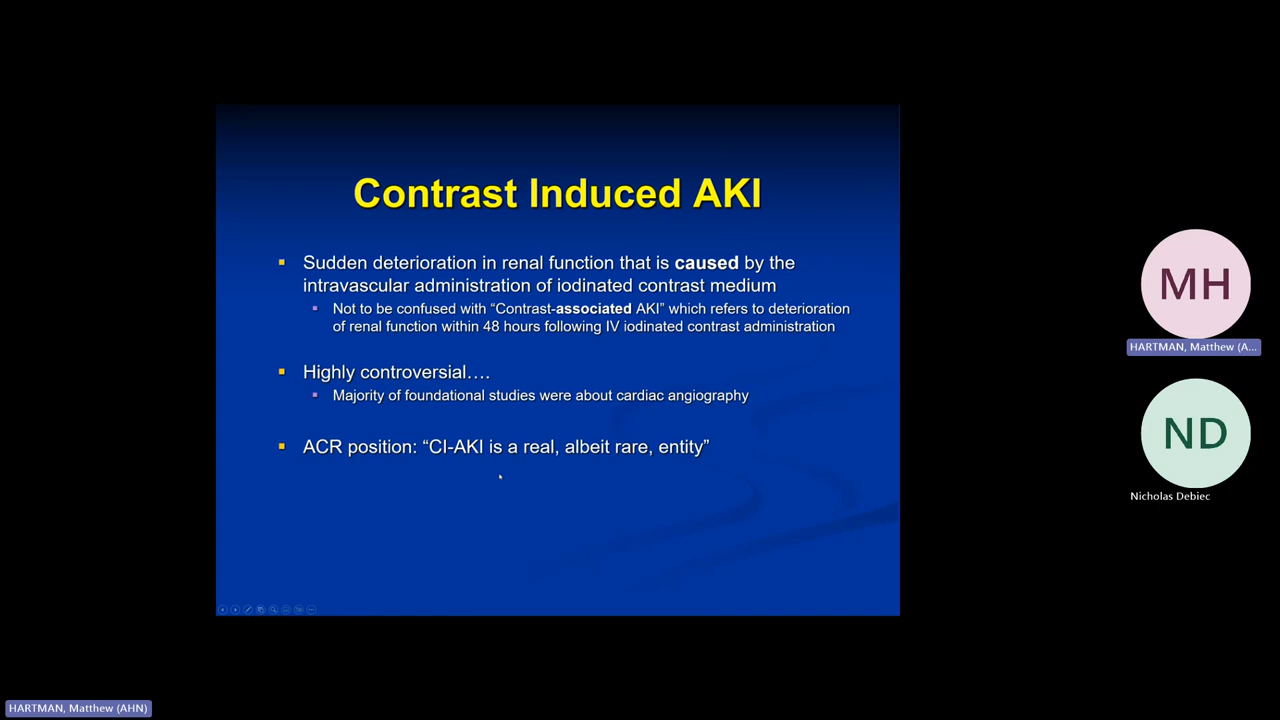 Contrast Induced AKI
▪ Sudden deterioration in renal function that is caused by the
intravascular administration of iodinated contrast medium
▪ Not to be confused with “Contrast-associated AKI” which refers to deterioration
of renal function within 48 hours following IV iodinated contrast administration
▪ Highly controversial….
▪ Majority of foundational studies were about cardiac angiography
▪ ACR position: “CI-AKI is a real, albeit rare, entity”
MH
HARTMAN, Matthew (A...
ND
Nicholas Debiec
HARTMAN, Matthew (AHN)